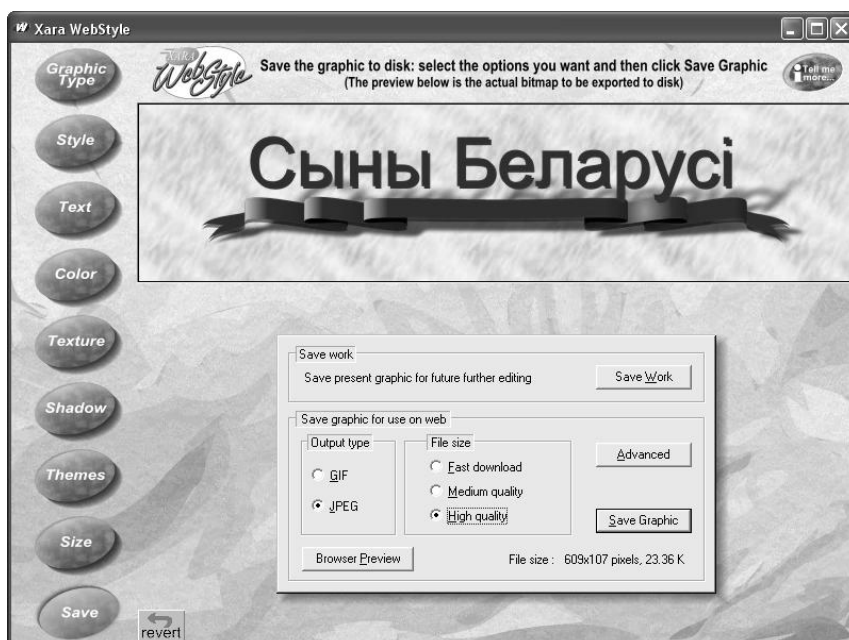 Xara WebStyle
Graphic
Type
XARA
WebStyle
Save the graphic to disk: select the options you want and then click Save Graphic
(The preview below is the actual bitmap to be exported to disk)
i Tell me
more...
Style
Text
Color
Texture
Shadow
Themes
Size
Save
Сыны Беларусі
Save work
Save present graphic for future further editing
Save Work
Save graphic for use on web
Output type
GIF
JPEG
File size
Fast download
Medium quality
High quality
Advanced
Save Graphic
Browser Preview
File size : 609x107 pixels, 23.36 K
revert